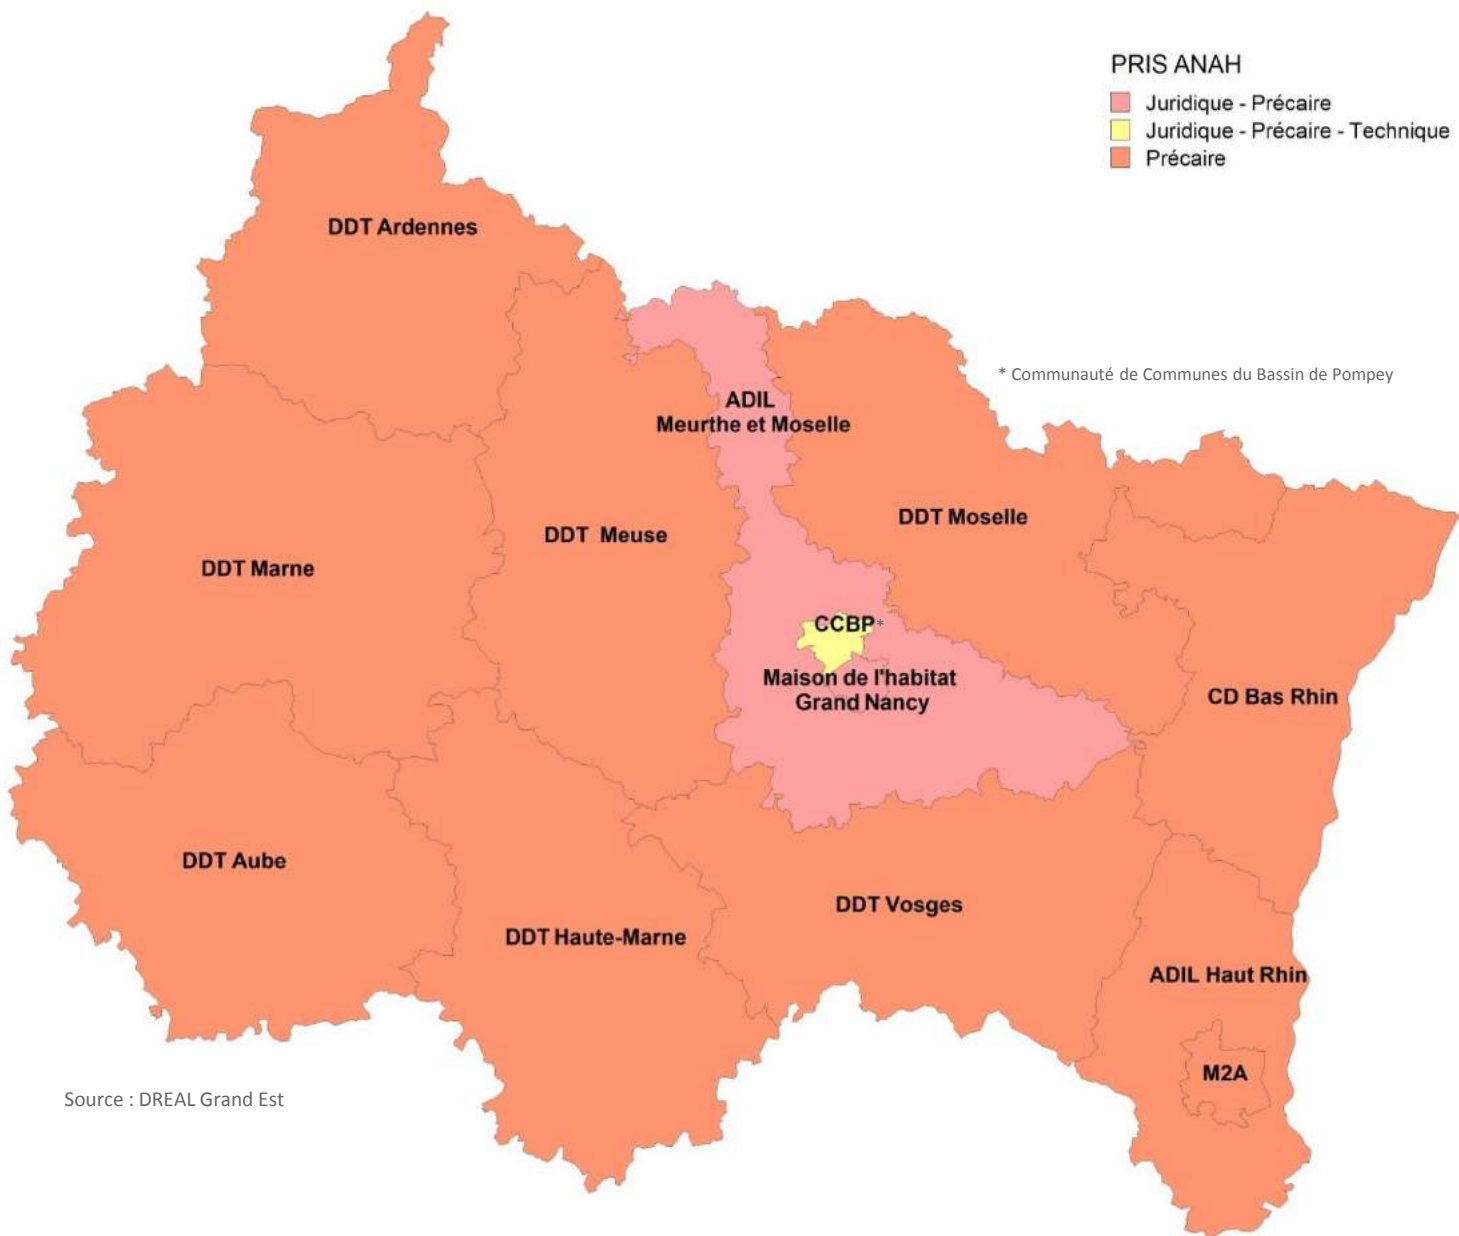 PRIS ANAH
Juridique - Précaire
Juridique - Précaire - Technique
Précaire
DDT Ardennes
* Communauté de Communes du Bassin de Pompey
ADIL
Meurthe et Moselle
DDT Moselle
DDT Meuse
DDT Marne
CCBP*
Maison de l'habitat
Grand Nancy
CD Bas Rhin
DDT Aube
DDT Vosges
DDT Haute-Marne
ADIL Haut Rhin
M2A
Source : DREAL Grand Est